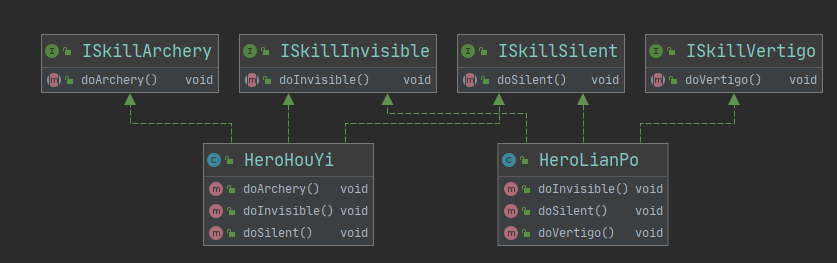 ISkillArchery
doArchery() void
ISkillInvisible
doInvisible() void
ISkillSilent
doSilent() void
ISkillVertigo
doVertigo() void
HeroHouYi
doArchery() void
doInvisible() void
doSilent() void
HeroLianPo
doInvisible() void
doSilent() void
doVertigo() void